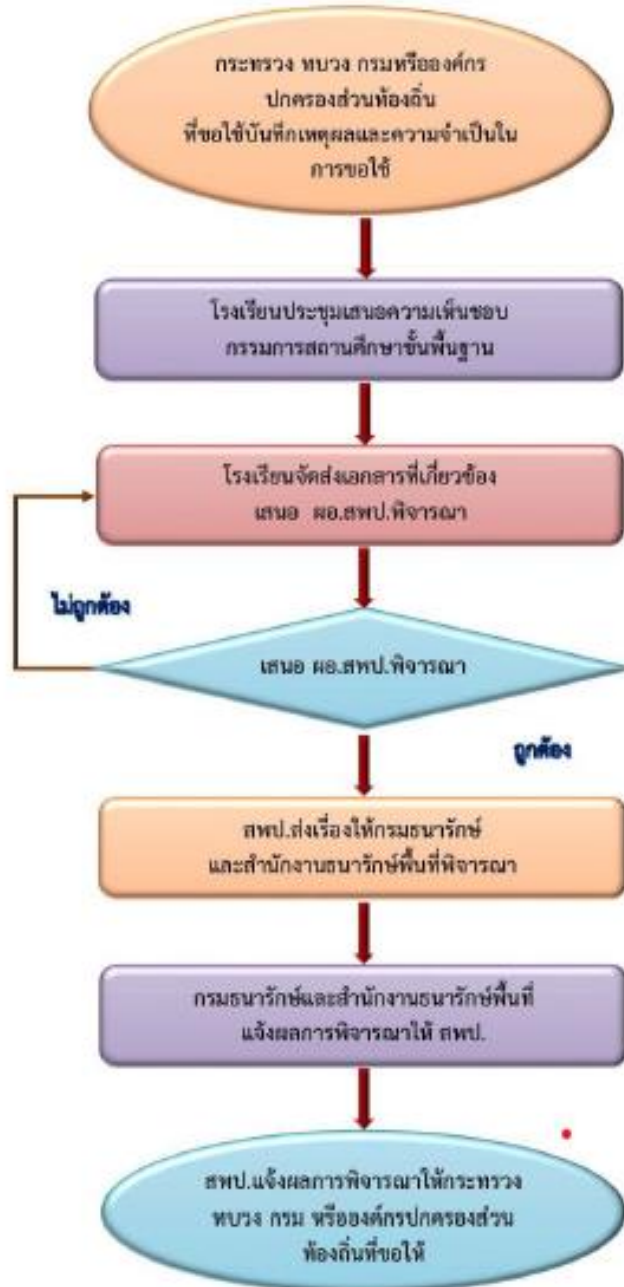 กระทรวง ทบวง กรมหรือองค์กร
ปกครองส่วนท้องถิ่น
ที่ขอใช้บันทึกเหตุผลและความจำเป็นใน
การขอใช้
โรงเรียนประชุมเสนอความเห็นชอบ
กรรมการสถานศึกษาขั้นพื้นฐาน
โรงเรียนจัดส่งเอกสารที่เกี่ยวข้อง
เสนอ ผอ.สพป.พิจารณา
ไม่ถูกต้อง
เสนอ ผอ.สพป.พิจารณา
ถูกต้อง
สพป.ส่งเรื่องให้กรมธนารักษ์
และสำนักงานธนารักษ์พื้นที่พิจารณา
กรมธนารักษ์และสำนักงานธนารักษ์พื้นที่
แจ้งผลการพิจารณาให้ สพป.
สพป.แจ้งผลการพิจารณาให้กระทรวง
ทบวง กรม หรือองค์กรปกครองส่วน
ท้องถิ่นที่ขอให้